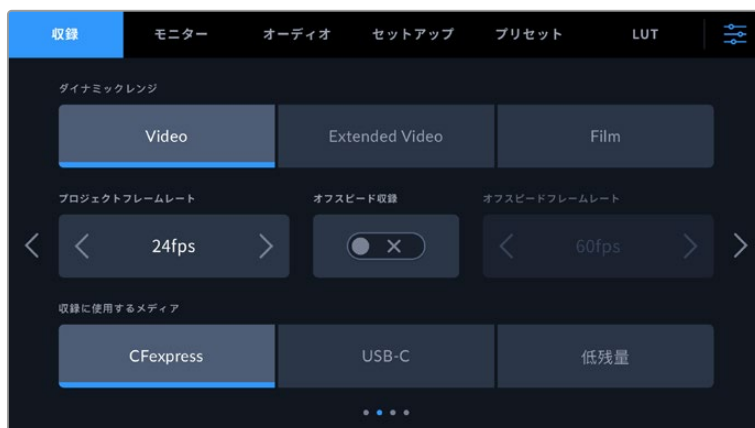 収録 モニター オーディオ セットアップ プリセット LUT
ダイナミックレンジ
Video Extended Video Film
プロジェクトフレームレート オフスピード収録 オフスピードフレームレート
24fps 60fps
収録に使用するメディア
CFexpress USB-C 低残量